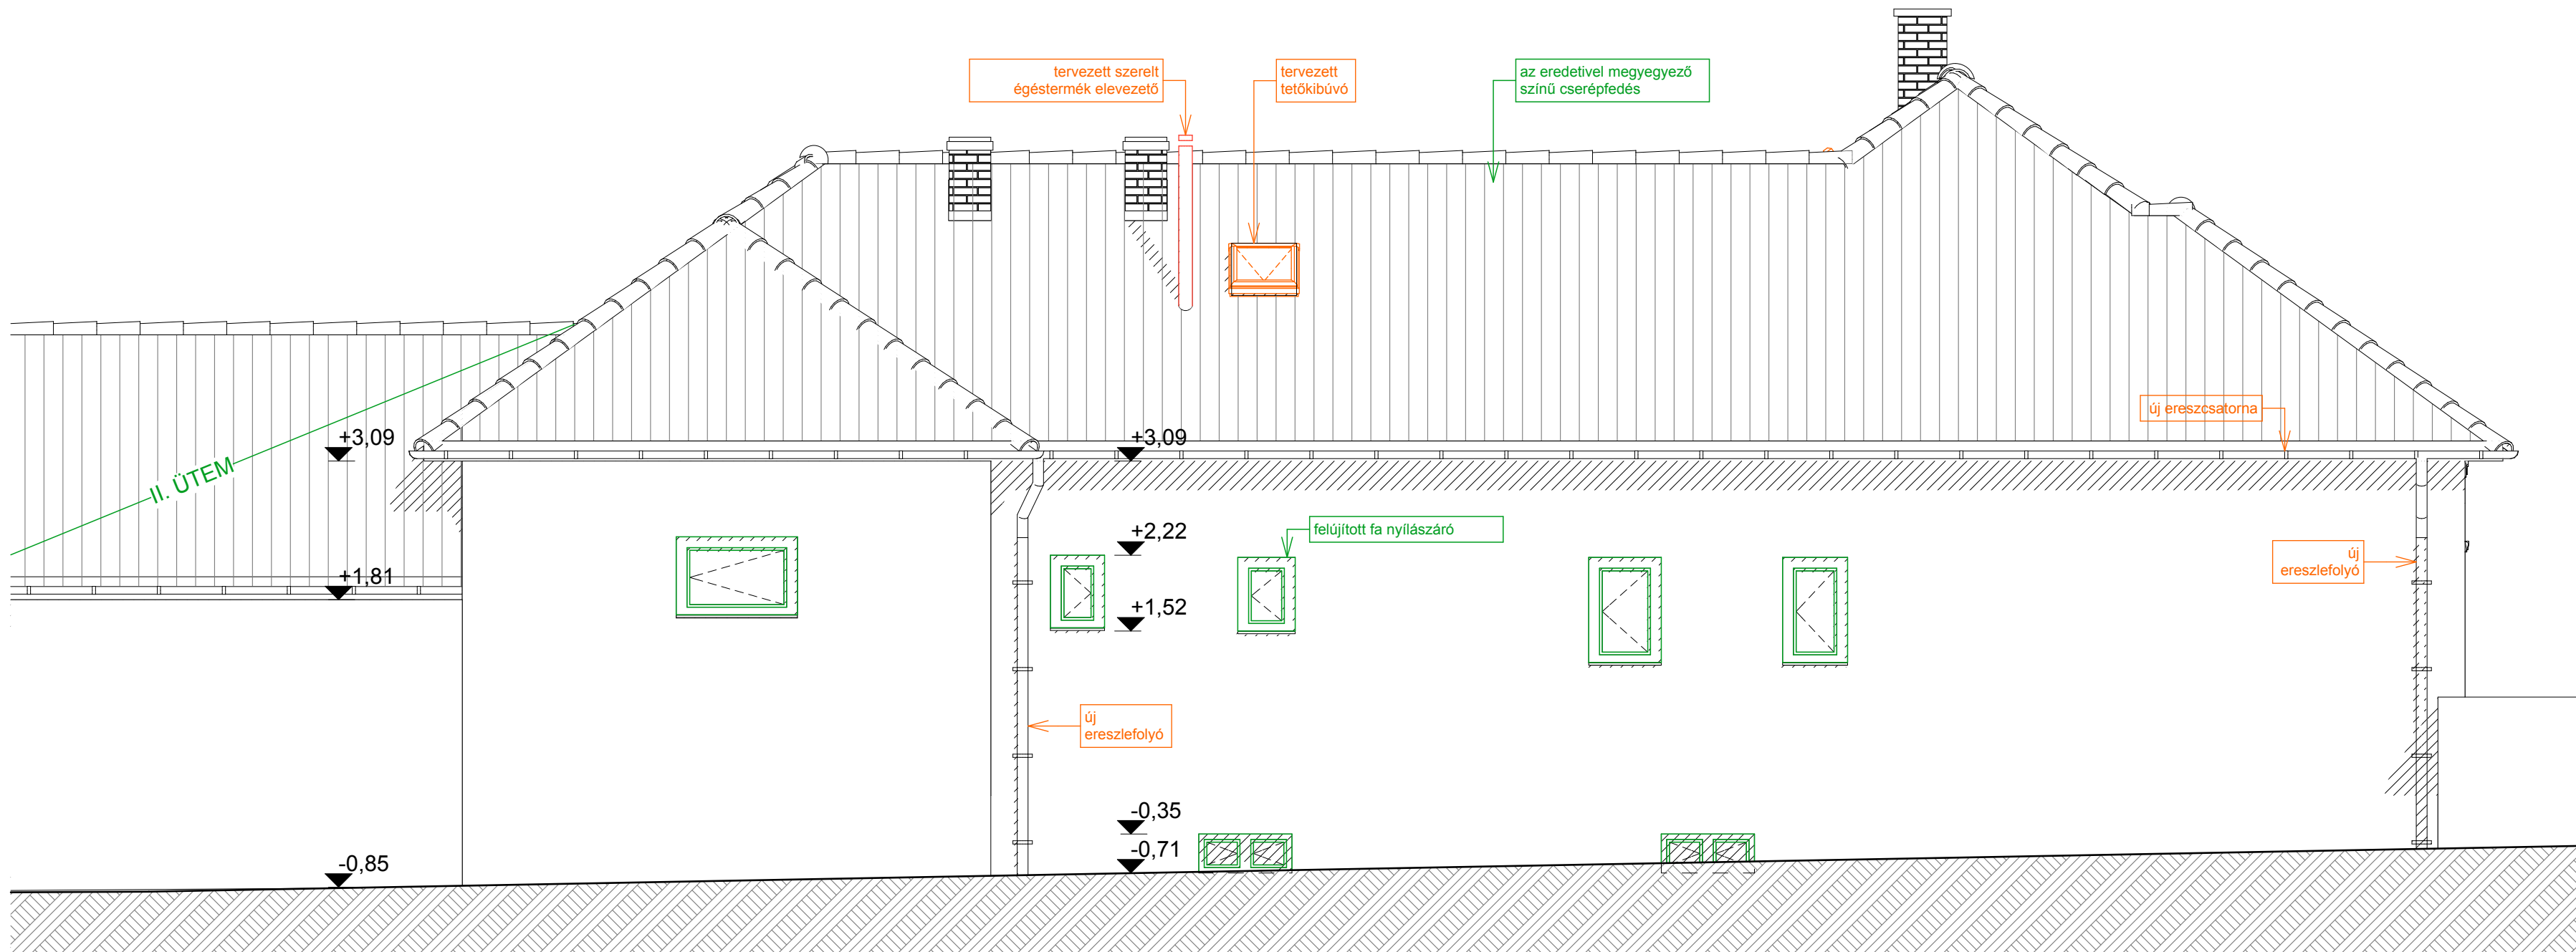 tervezett szerelt
égéstermék elevezető
tervezett
tetőkibúvó
az eredetivel megyegyező
színű cserépfedés
új ereszcsatorna
+3,09
+3,09
II. ÜTEM
+2,22
felújított fa nyílászáró
új
ereszlefolyó
+1,81
+1,52
új
ereszlefolyó
-0,35
-0,71
-0,85